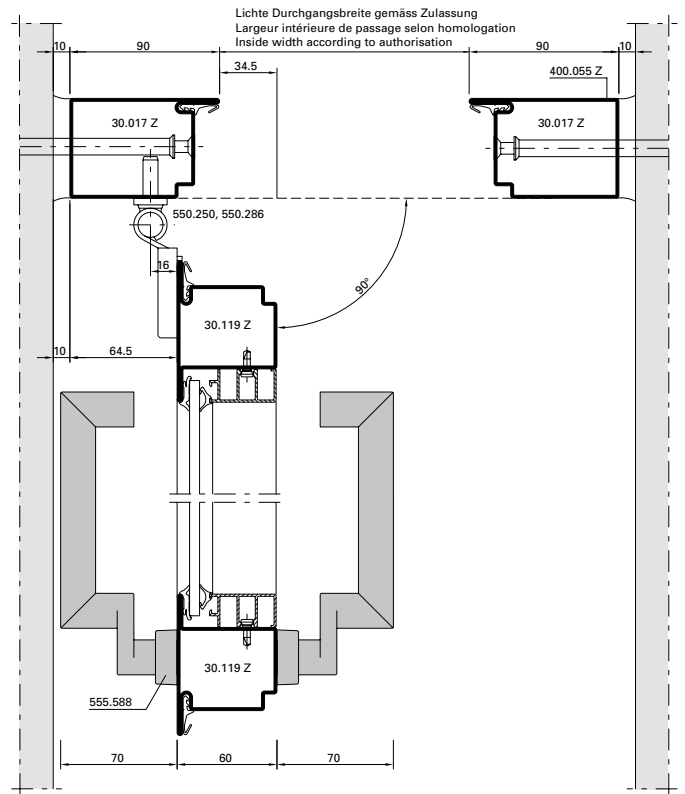 Lichte Durchgangsbreite gemäss Zulassung
Largeur intérieure de passage selon homologation
Inside width according to authorisation
10 90 90 10
34.5
400.055 Z
30.017 Z 30.017 Z
550.250, 550.286
16
90°
30.119 Z
10 64.5
30.119 Z
555.588
70 60 70